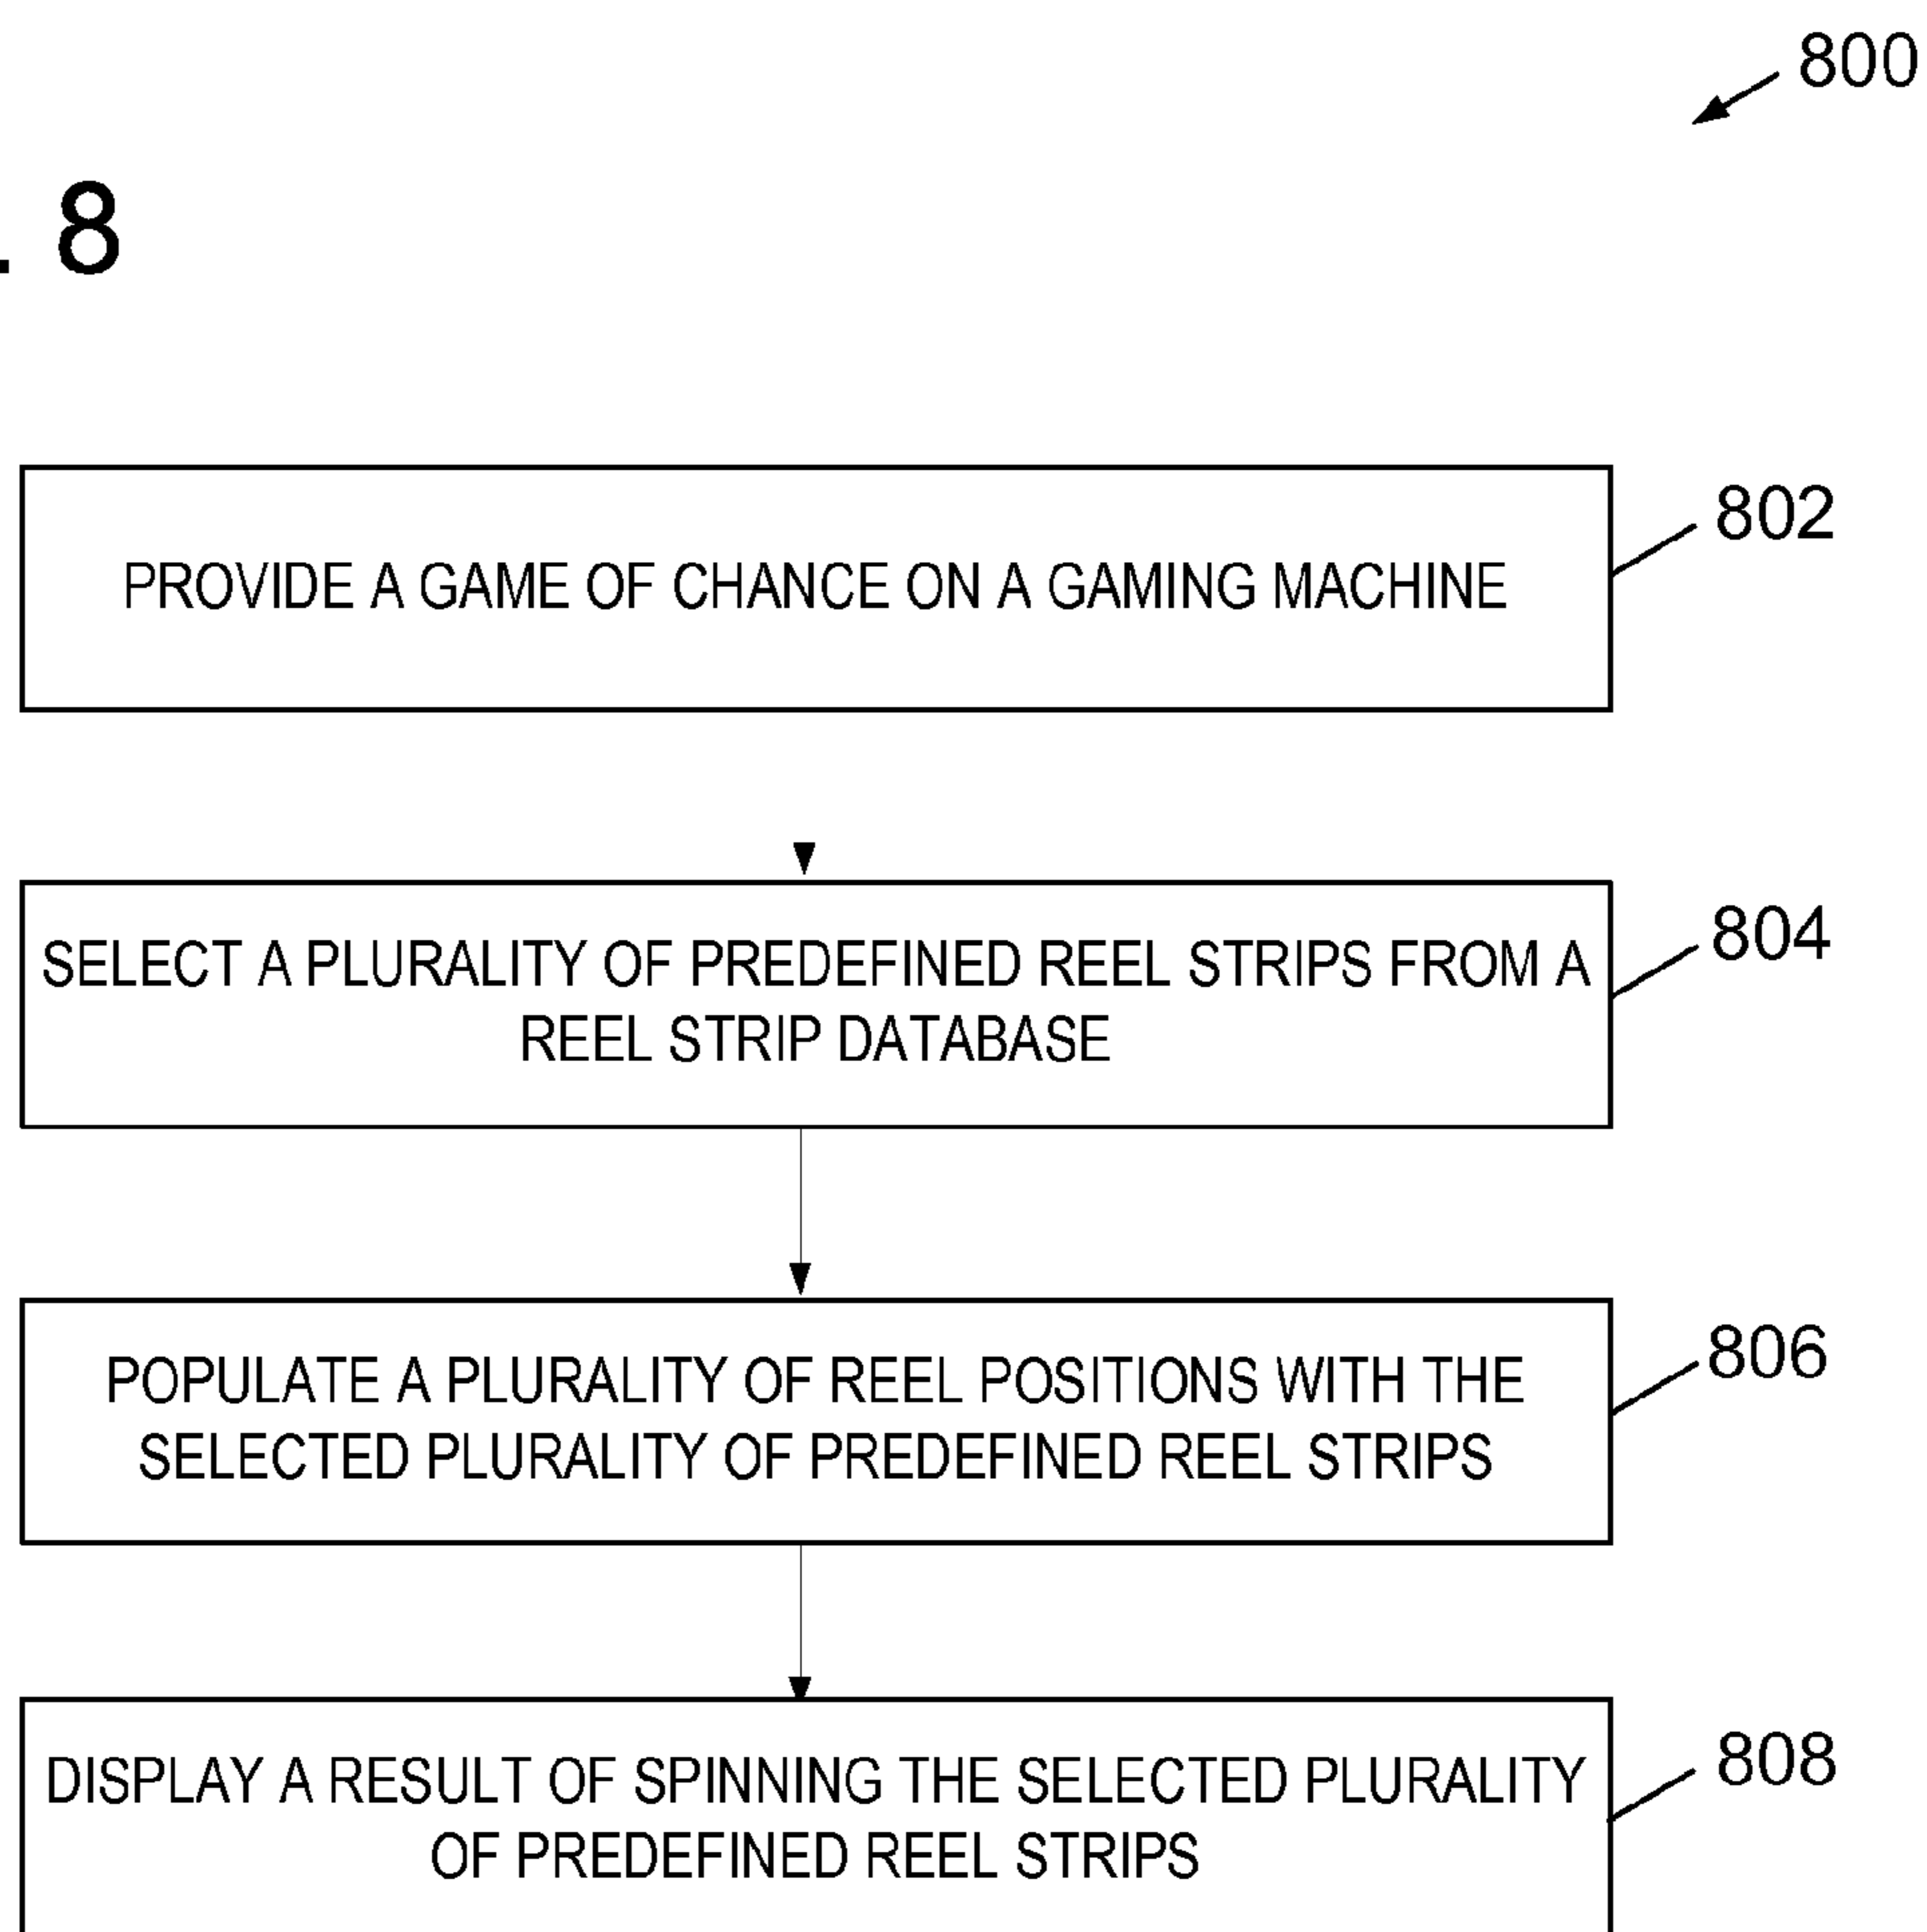 800
. 8
802
PROVIDE A GAME OF CHANCE ON A GAMING MACHINE
804
SELECT A PLURALITY OF PREDEFINED REEL STRIPS FROM A
REEL STRIP DATABASE
806
POPULATE A PLURALITY OF REEL POSITIONS WITH THE
SELECTED PLURALITY OF PREDEFINED REEL STRIPS
808
DISPLAY A RESULT OF SPINNING THE SELECTED PLURALITY
OF PREDEFINED REEL STRIPS